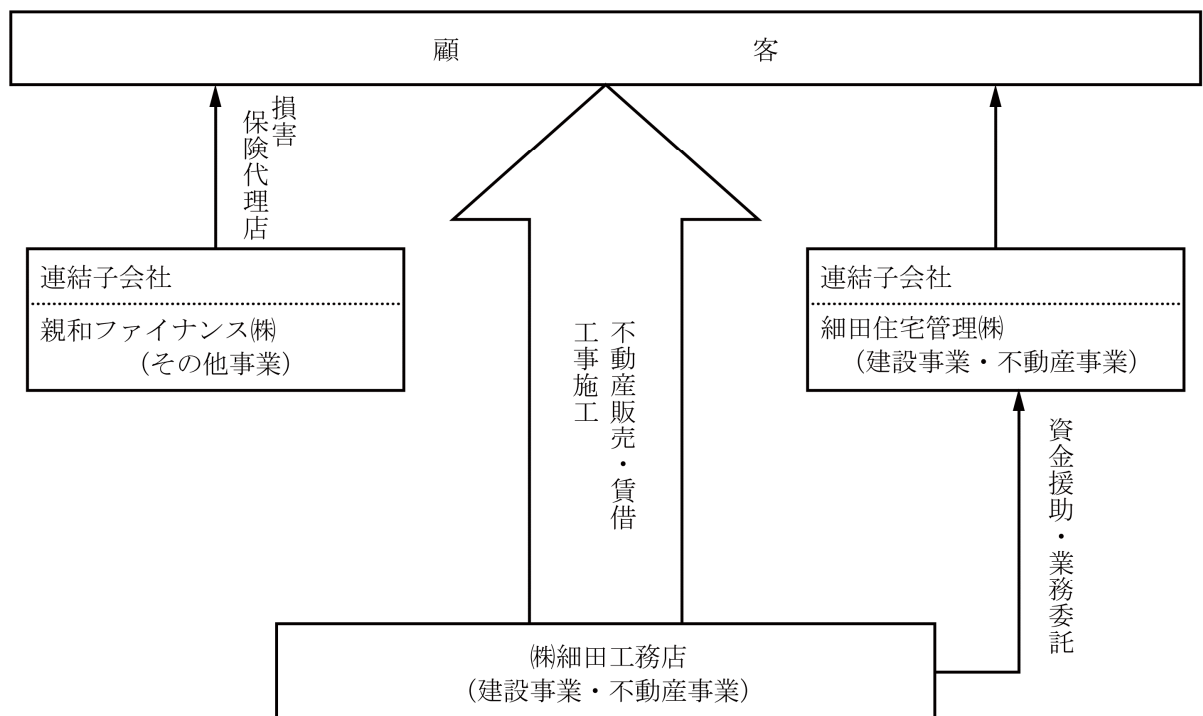 顧客
損害
保険代理店
連結子会社
親和ファイナンス㈱
(その他事業)
不動産販売・賃借
工事施工
連結子会社
細田住宅管理㈱
(建設事業・不動産事業)
資金援助・業務委託
㈱細田工務店
(建設事業・不動産事業)